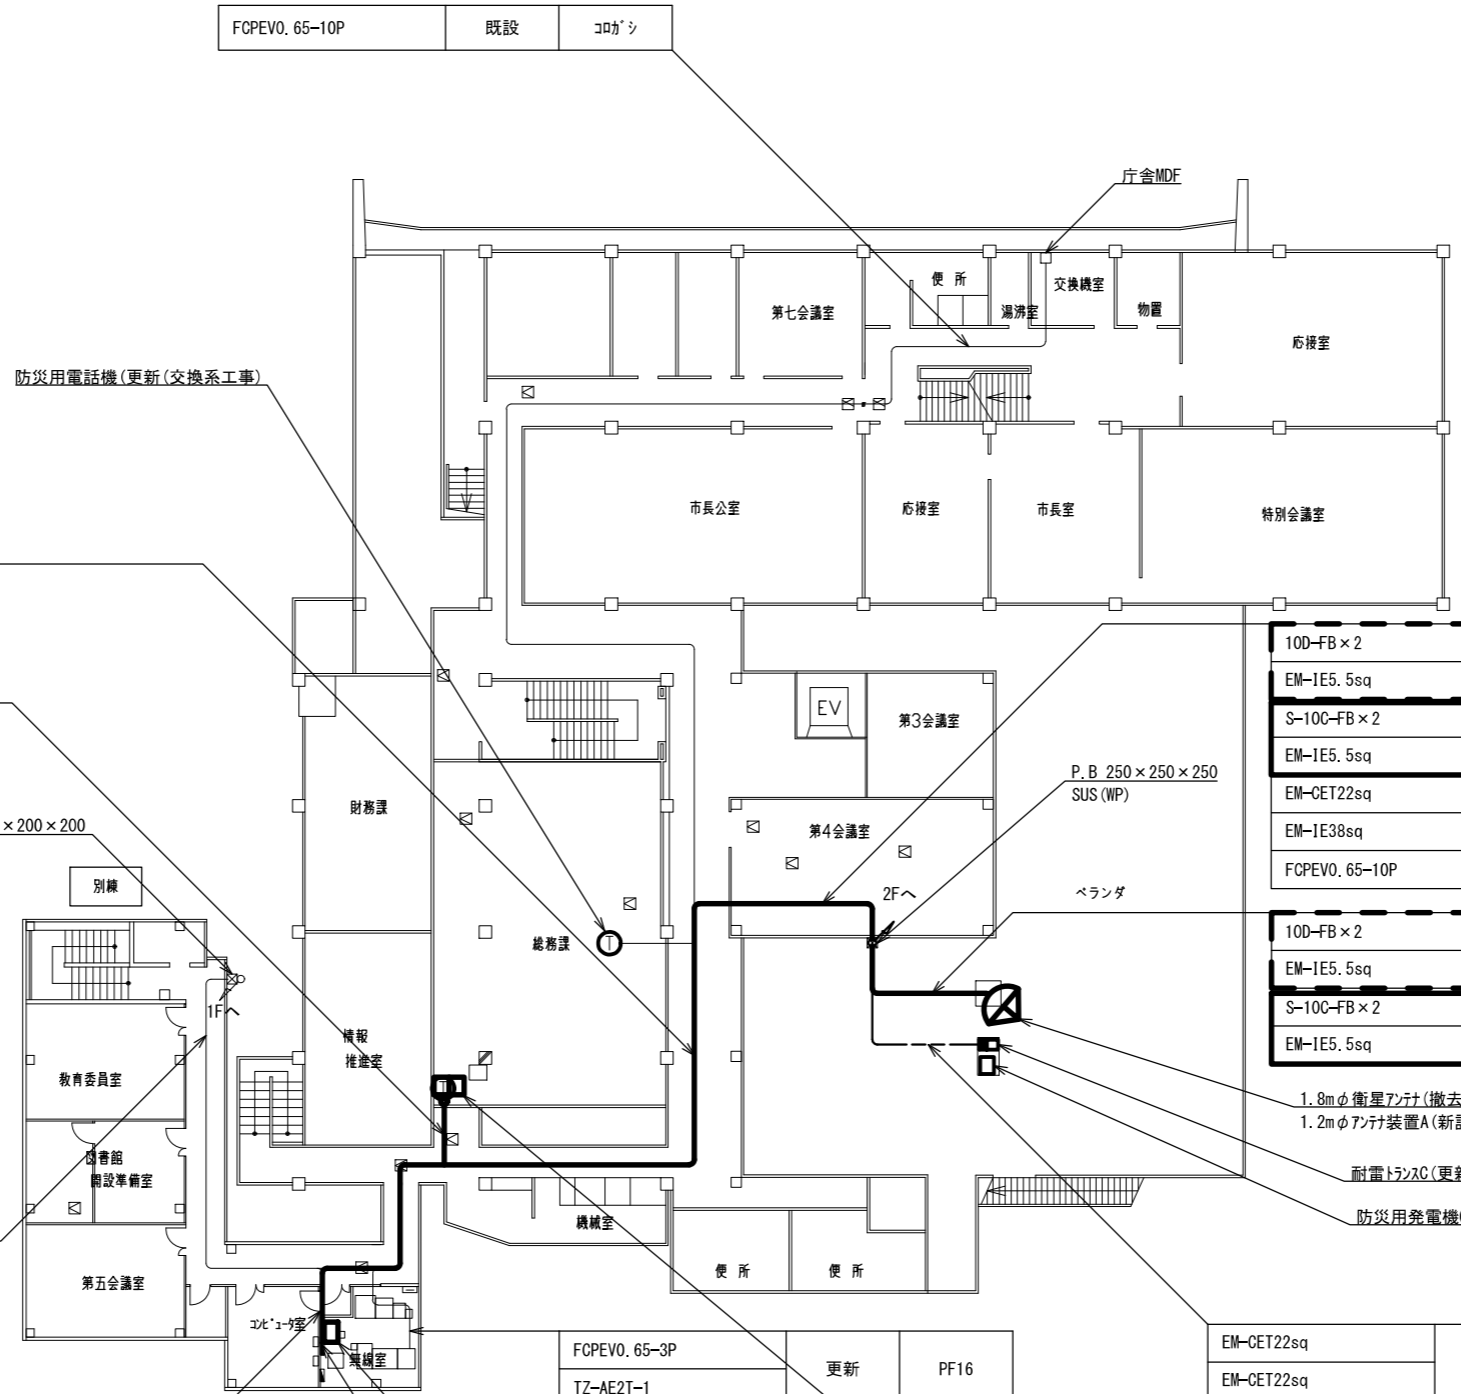 FCPEV0.65-10P 既設 コロガシ
庁舎MDF
便 所
交換機室
第七会議室
湯沸室
物置
応接室
防災用電話機(更新(交換系工事)
市長公室
応接室
市長室
特別会議室
10D-FB×2
EM-IE5.5sq
S-10C-FB×2
EM-IE5.5sq
EM-CET22sq
EM-IE38sq
FCPEV0.65-10P
EV
第3会議室
P.B 250×250×250
SUS(WP)
財務課
×200×200
第4会議室
別棟
2Fへ
ベランダ
総務課
T
10D-FB×2
EM-IE5.5sq
S-10C-FB×2
EM-IE5.5sq
1Fへ
情報
推進室
教育委員室
1.8mφ衛星アンテナ(撤去
1.2mφアンテナ装置A(新設
図書館
開設準備室
耐雷トランスC(更新
防災用発電機
機械室
第五会議室
便 所
便 所
コンピュータ室
無線室
FCPEV0.65-3P
更新 PF16
TZ-AE2T-1
EM-CET22sq
EM-CET22sq